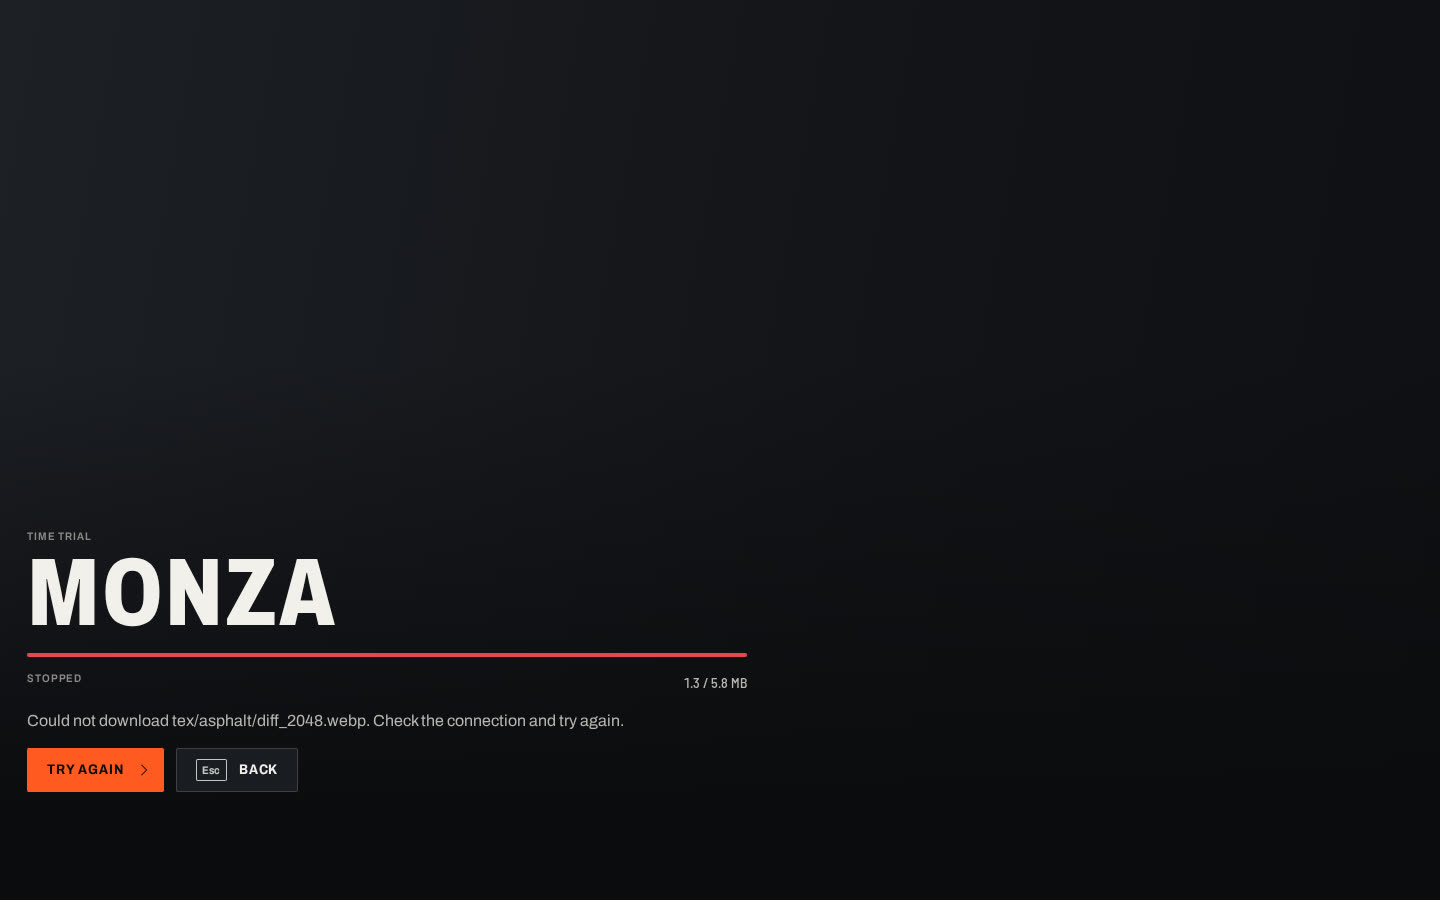 TIME TRIAL
MONZA
STOPPED
1.3 / 5.8 MB
Could not download tex/asphalt/diff_2048.webp. Check the connection and try again.
TRY AGAIN
Esc BACK